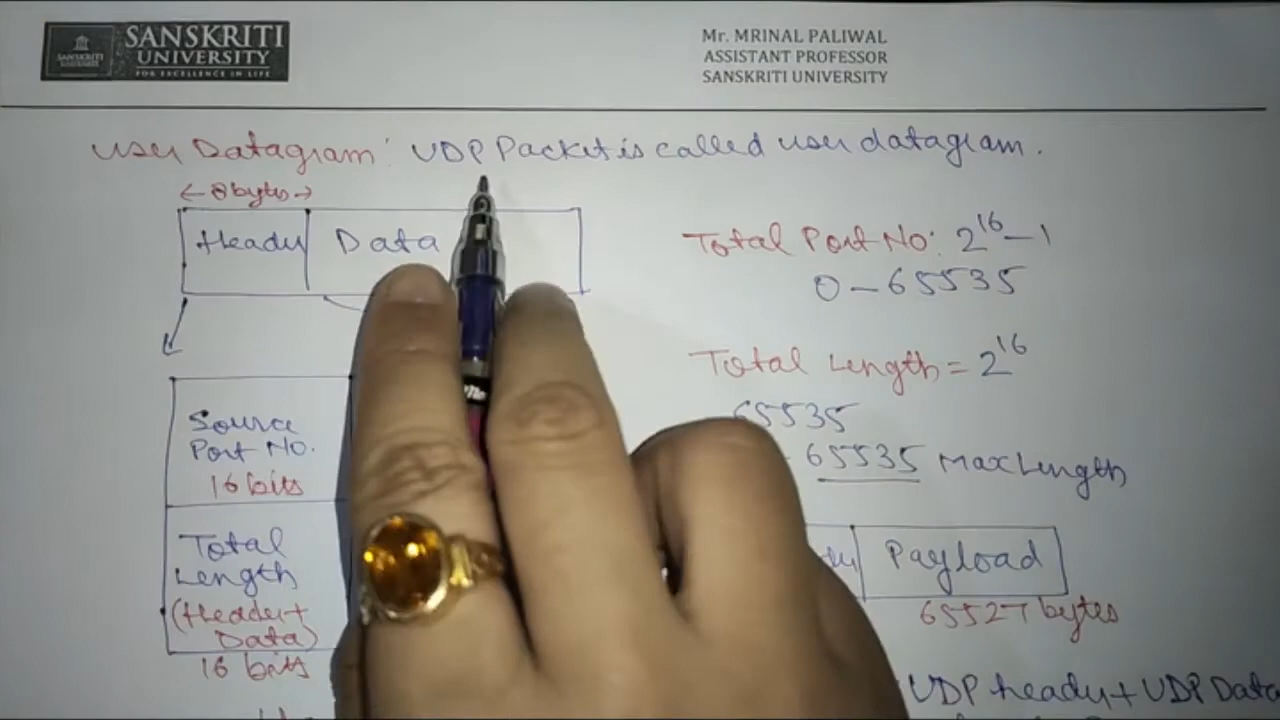 SANSKRITI
UNIVERSITY
FOR EXCELLENCE IN LIFE
SANSKRITI
UNIVERSITY
Mr. MRINAL PALIWAL
ASSISTANT PROFESSOR
SANSKRITI UNIVERSITY
User Datagram: UDP Packet is called user datagram.
8 bytes
Header Data
Total Port No: 2^16 - 1
0 - 65535
Total Length = 2^16
65535
65535 Max Length
Source
Port No.
16 bits
Total
Length
(Header +
Data)
16 bits
Payload
65527 bytes
UDP header + UDP Data